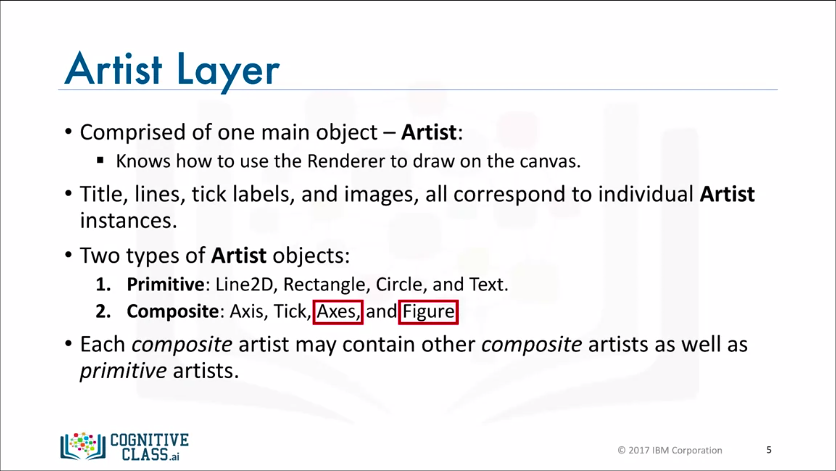 Artist Layer
• Comprised of one main object – Artist:
▪ Knows how to use the Renderer to draw on the canvas.
• Title, lines, tick labels, and images, all correspond to individual Artist
instances.
• Two types of Artist objects:
1. Primitive: Line2D, Rectangle, Circle, and Text.
2. Composite: Axis, Tick, Axes, and Figure
• Each composite artist may contain other composite artists as well as
primitive artists.
COGNITIVE
CLASS.ai
© 2017 IBM Corporation
5